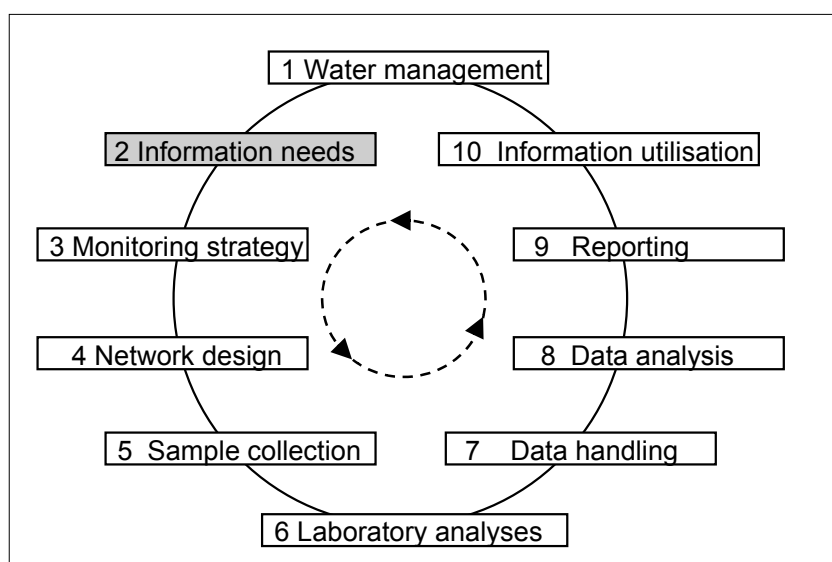 1 Water management
2 Information needs
10 Information utilisation
3 Monitoring strategy
9 Reporting
4 Network design
8 Data analysis
5 Sample collection
7 Data handling
6 Laboratory analyses